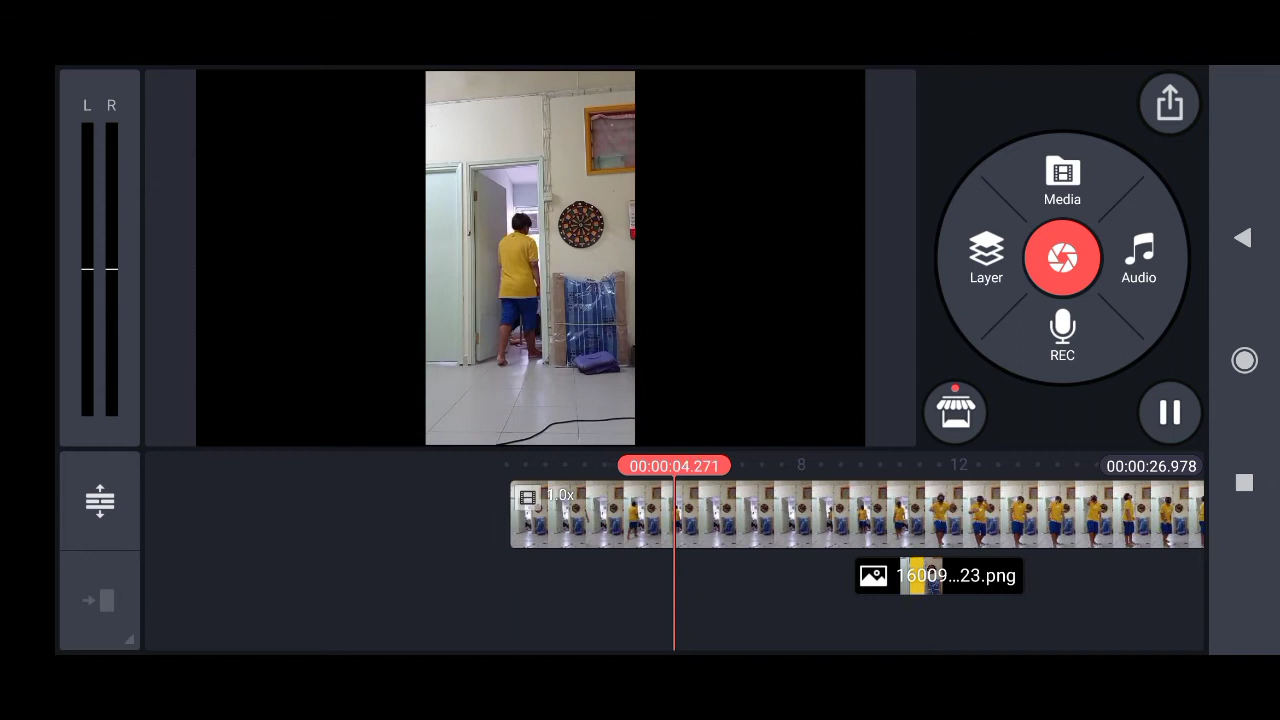 L R
Media
Layer
Audio
REC
00:00:04.271
8
12
00:00:26.978
1.0x
16009...23.png